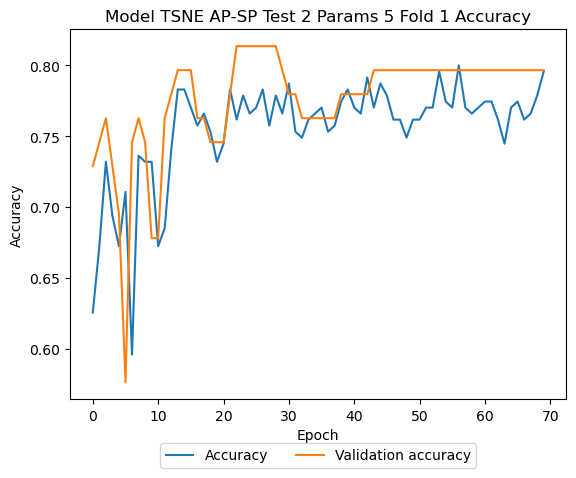 Model TSNE AP-SP Test 2 Params 5 Fold 1 Accuracy
0.80
0.75
0.70
0.65
0.60
Accuracy
0 10 20 30 40 50 60 70
Epoch
Accuracy Validation accuracy